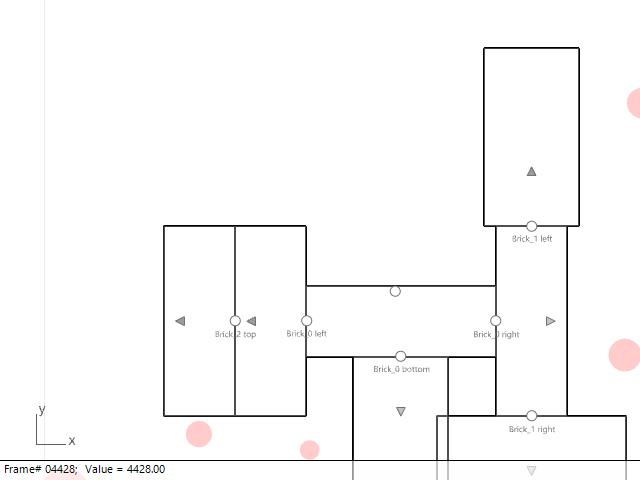 Brick_1 left
Brick_2 top
Brick_0 left
Brick_0 right
Brick_0 bottom
Brick_1 right
y
x
Frame# 04428; Value = 4428.00